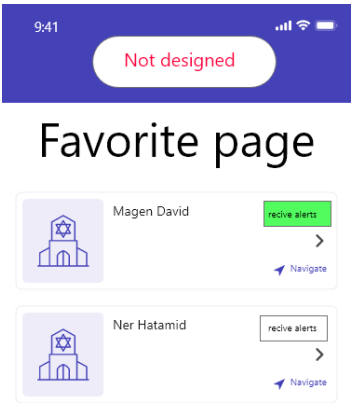 9:41
Not designed
Favorite page
Magen David
recive alerts
Navigate
Ner Hatamid
recive alerts
Navigate